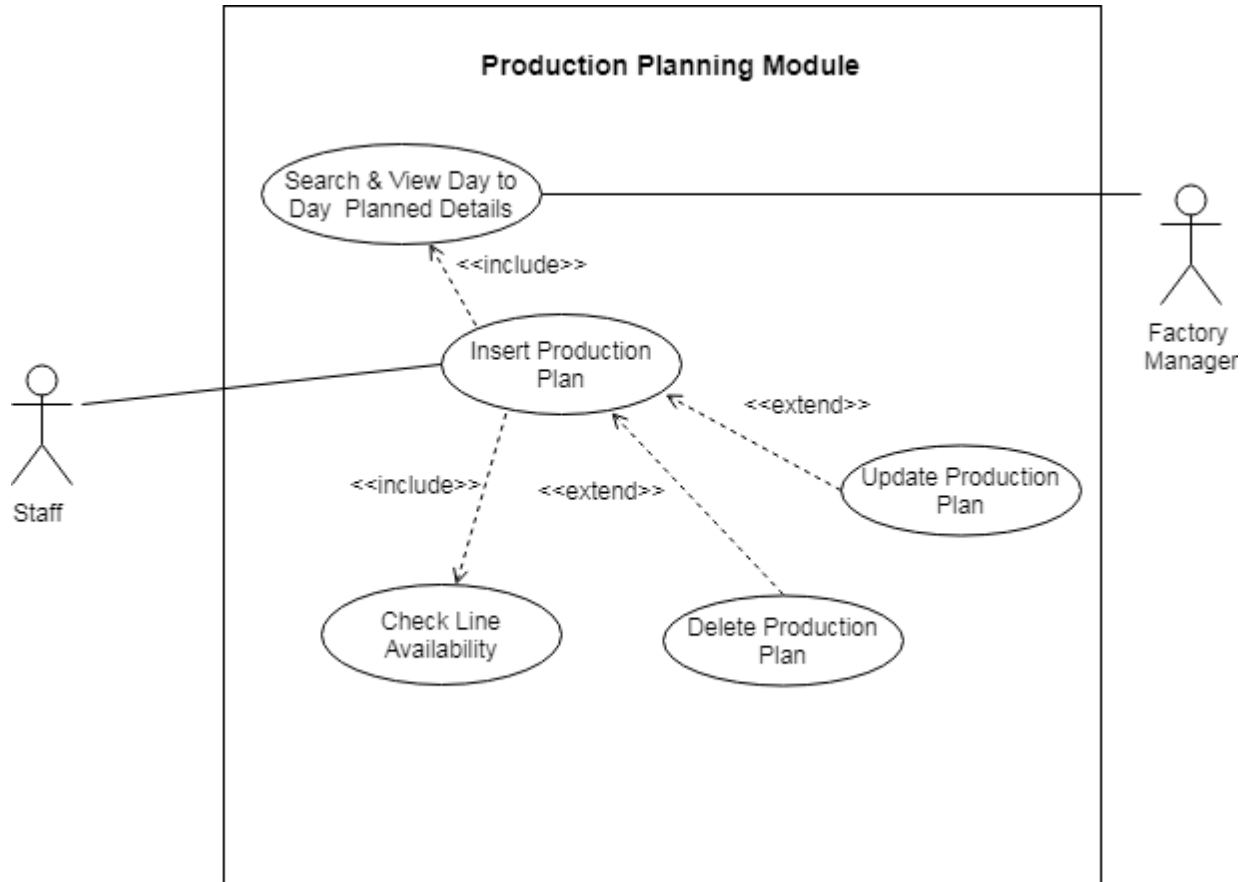 Production Planning Module
Search & View Day to
Day  Planned Details
<<include>>
Insert Production
Plan
Factory
Manager
<<extend>>
Update Production
Plan
<<include>>
<<extend>>
Staff
Check Line
Availability
Delete Production
Plan